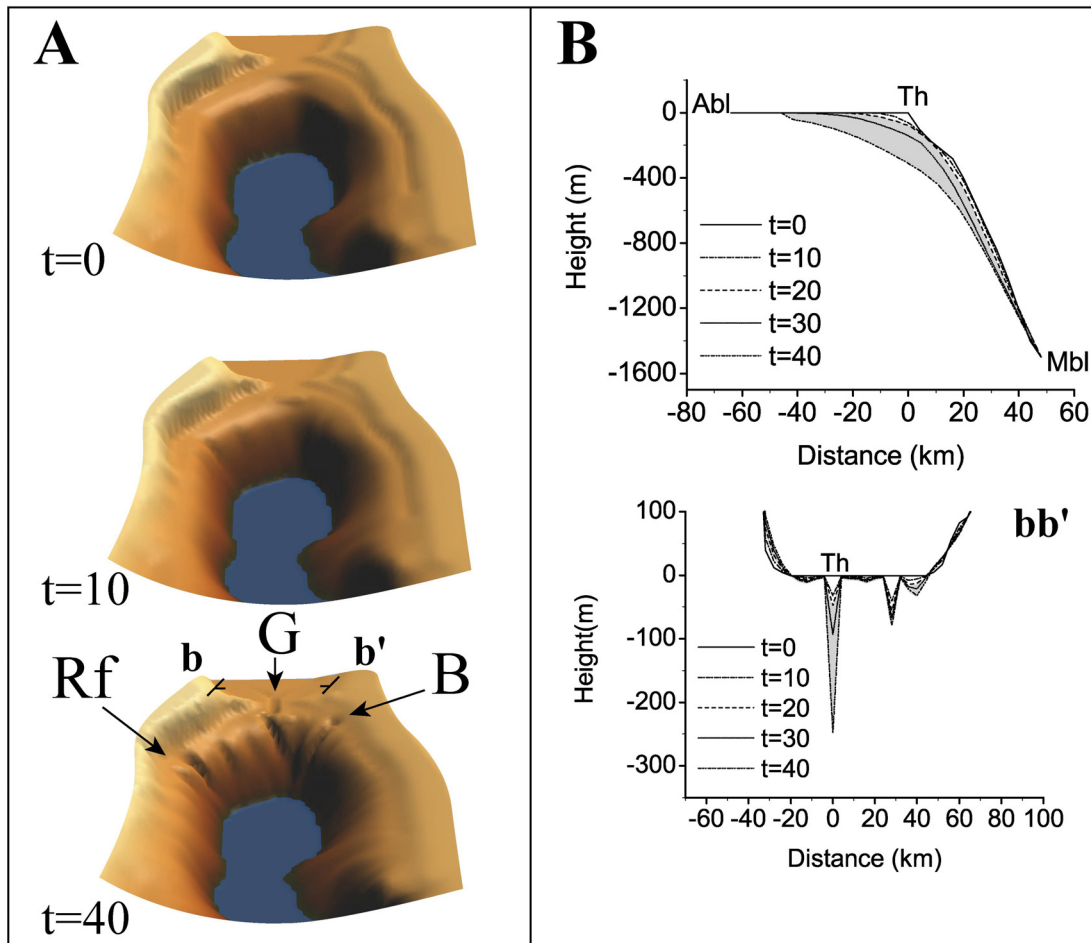 A
t=0
t=10
G
b
b'
Rf
B
t=40
B
Abl
Th
0
-400
-800
-1200
-1600
Height (m)
t=0
t=10
t=20
t=30
t=40
Mbl
-80 -60 -40 -20 0 20 40 60 80
Distance (km)
bb'
100
0
-100
-200
-300
Height(m)
Th
t=0
t=10
t=20
t=30
t=40
-60 -40 -20 0 20 40 60 80 100
Distance (km)